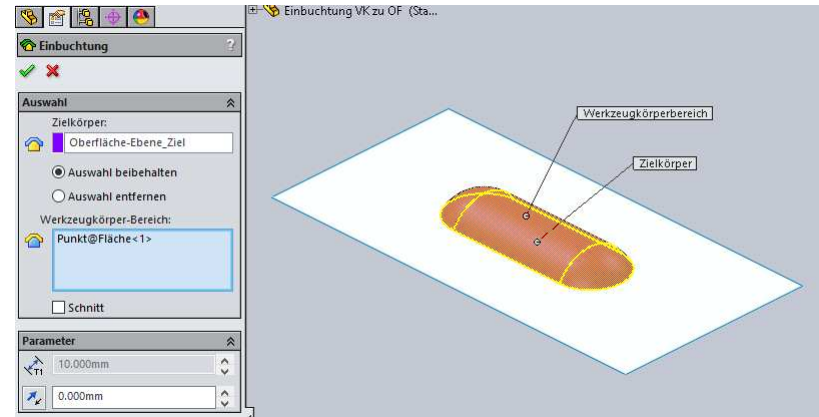 Einbuchtung VK zu OF (Sta...
Einbuchtung
?
Auswahl
Zielkörper:
Oberfläche-Ebene_Ziel
Auswahl beibehalten
Auswahl entfernen
Werkzeugkörper-Bereich:
Punkt@Fläche<1>
Schnitt
Parameter
T1
10.000mm
0.000mm
Werkzeugkörperbereich
Zielkörper